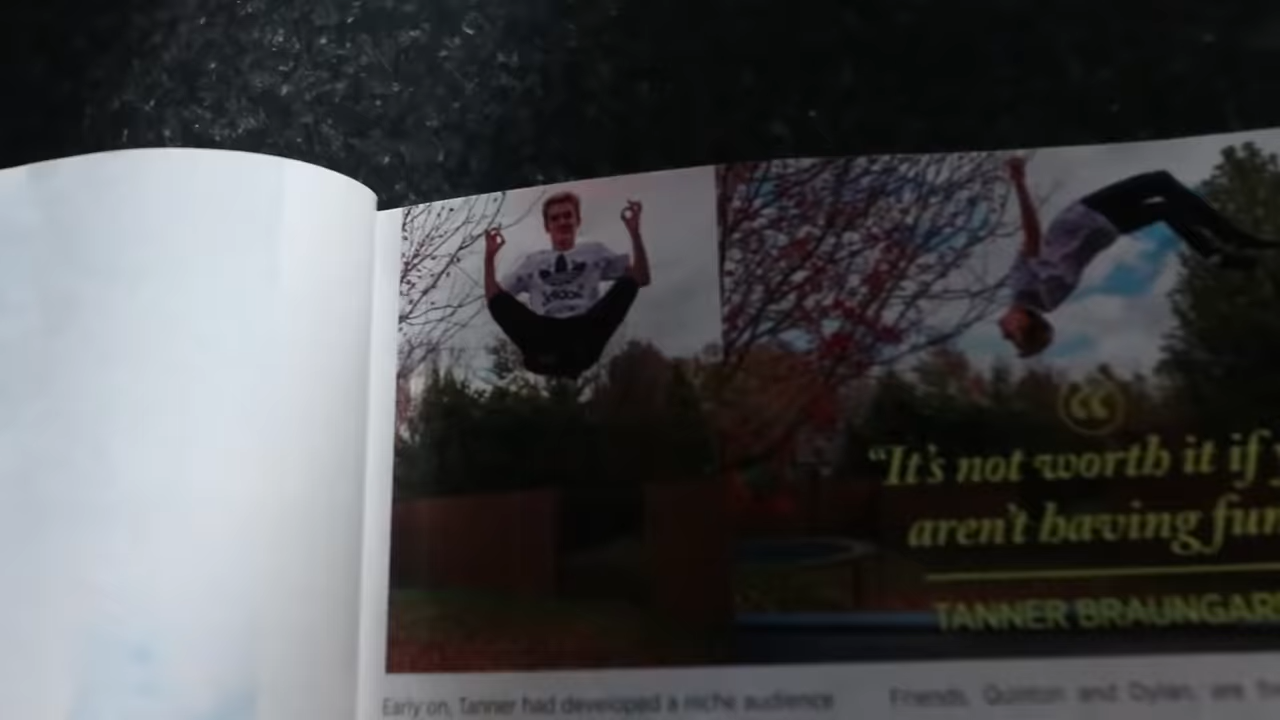 “
“It's not worth it if
aren't having fun
TANNER BRAUNGAR
Early on, Tanner had developed a niche audience
Friends, Quinton and Dylan, are